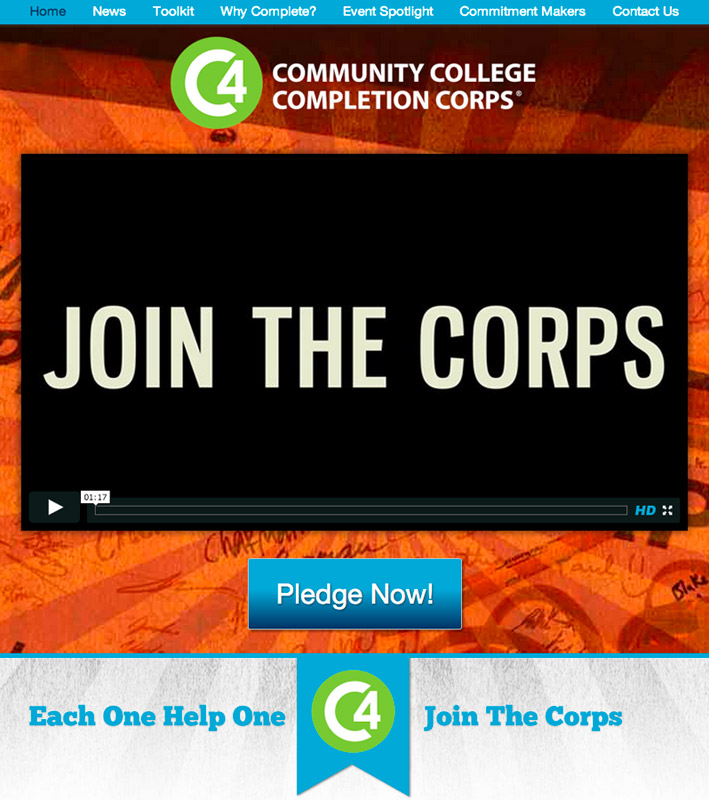 Home News Toolkit Why Complete? Event Spotlight Commitment Makers Contact Us
C4 COMMUNITY COLLEGE
COMPLETION CORPS®
JOIN THE CORPS
01:17
HD
Pledge Now!
Each One Help One C4 Join The Corps